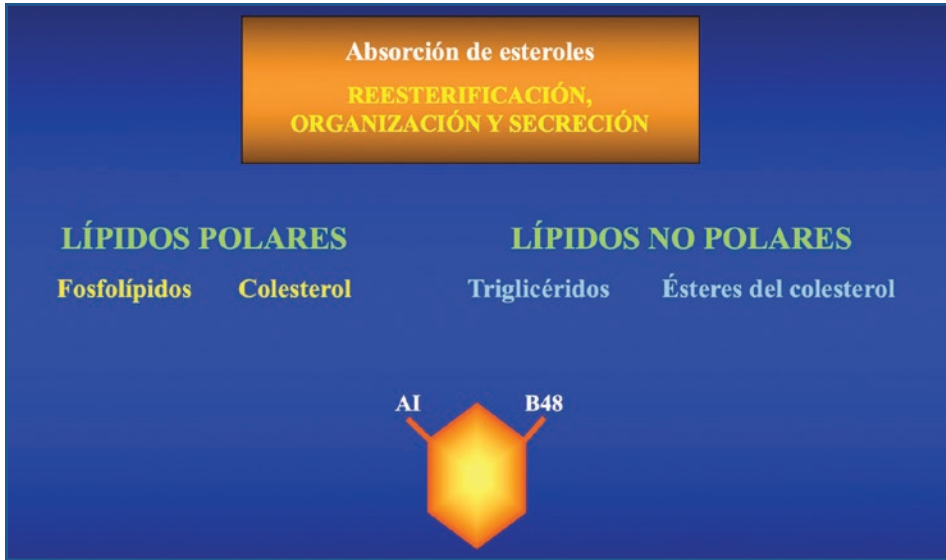 Absorción de esteroles
REESTERIFICACIÓN,
ORGANIZACIÓN Y SECRECIÓN
LÍPIDOS POLARES
LÍPIDOS NO POLARES
Fosfolípidos
Colesterol
Triglicéridos
Ésteres del colesterol
AI
B48